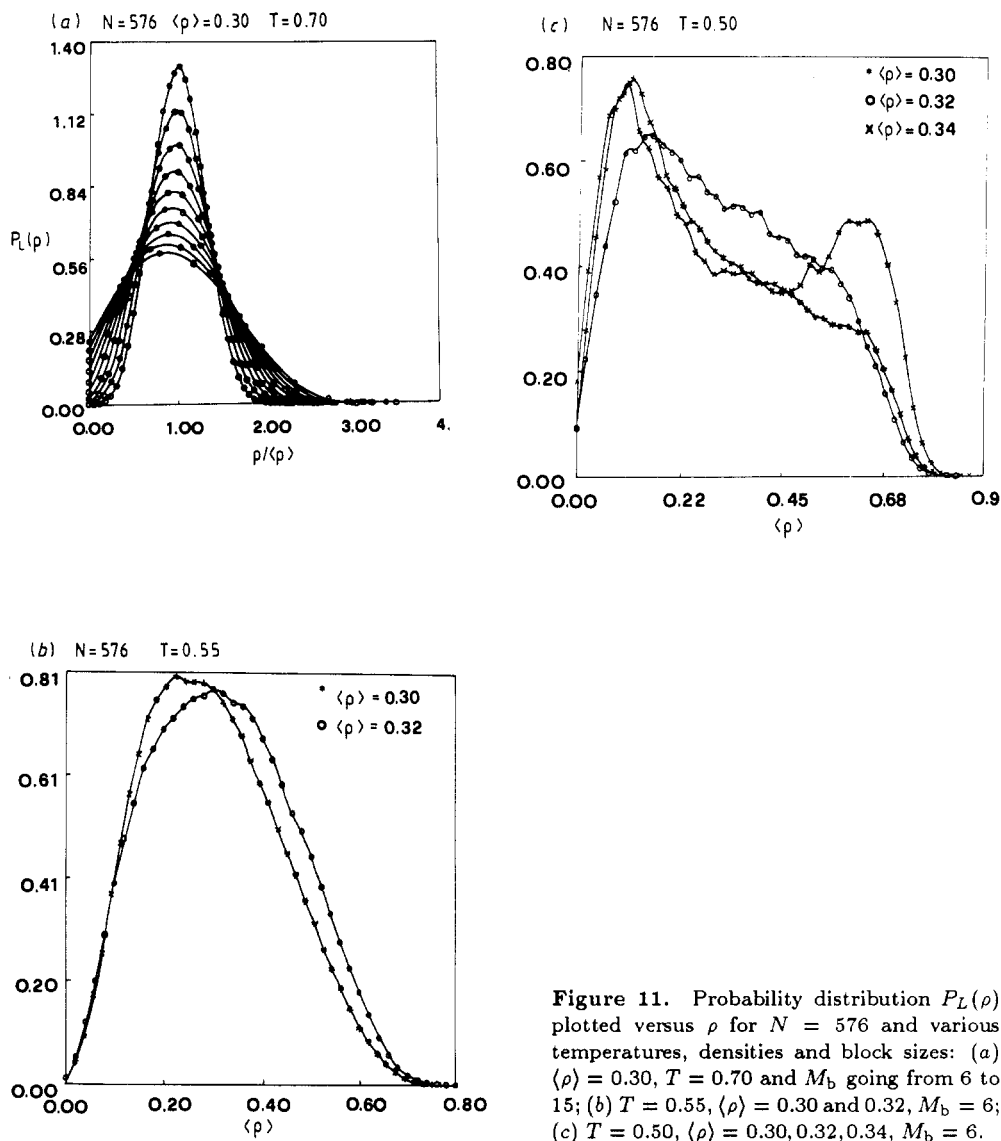 (a) N=576 ⟨ρ⟩=0.30 T=0.70
1.40
1.12
0.84
P_L(ρ)
0.56
0.28
0.00
0.00 1.00 2.00 3.00 4.
ρ/⟨ρ⟩
(c) N=576 T=0.50
0.80
* ⟨ρ⟩=0.30
o ⟨ρ⟩=0.32
× ⟨ρ⟩=0.34
0.60
0.40
0.20
0.00
0.00 0.22 0.45 0.68 0.9
⟨ρ⟩
(b) N=576 T=0.55
0.81
* ⟨ρ⟩=0.30
o ⟨ρ⟩=0.32
0.61
0.41
0.20
0.00
0.00 0.20 0.40 0.60 0.80
⟨ρ⟩
Figure 11. Probability distribution P_L(ρ)
plotted versus ρ for N = 576 and various
temperatures, densities and block sizes: (a)
⟨ρ⟩ = 0.30, T = 0.70 and M_b going from 6 to
15; (b) T = 0.55, ⟨ρ⟩ = 0.30 and 0.32, M_b = 6;
(c) T = 0.50, ⟨ρ⟩ = 0.30, 0.32, 0.34, M_b = 6.